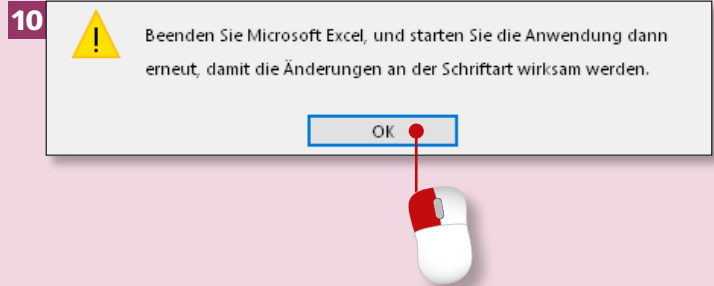 10
Beenden Sie Microsoft Excel, und starten Sie die Anwendung dann
erneut, damit die Änderungen an der Schriftart wirksam werden.
OK